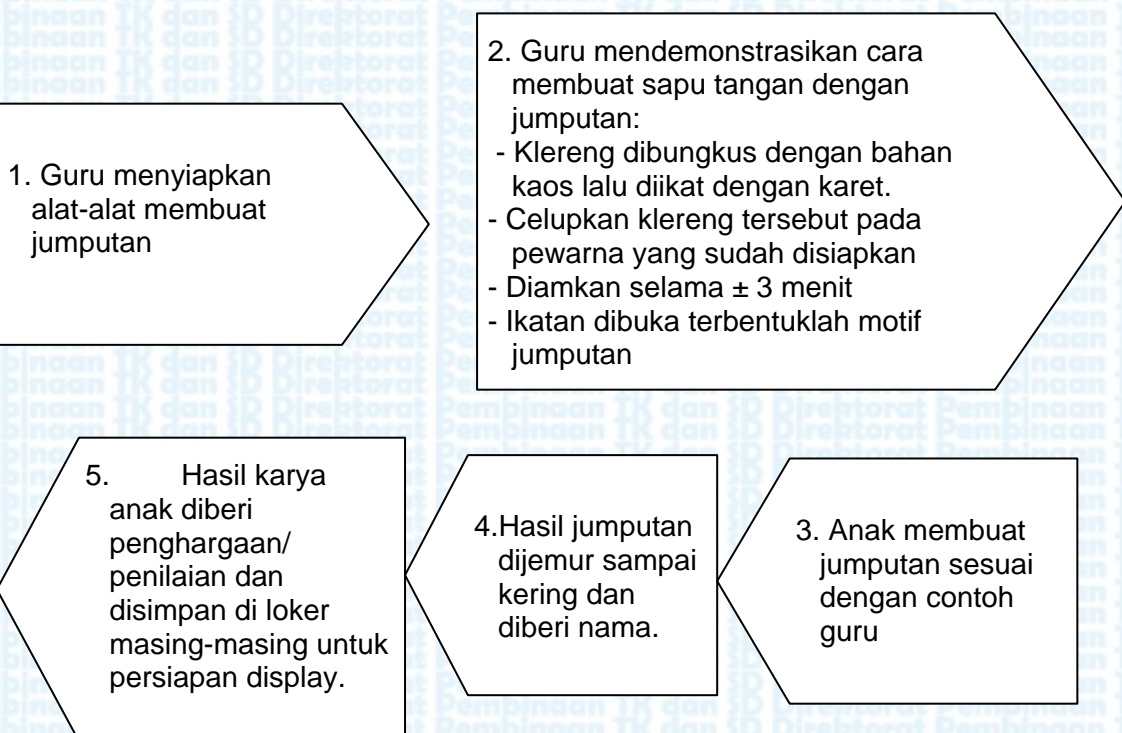 1. Guru menyiapkan
alat-alat membuat
jumputan
2. Guru mendemonstrasikan cara
membuat sapu tangan dengan
jumputan:
- Klereng dibungkus dengan bahan
kaos lalu diikat dengan karet.
- Celupkan klereng tersebut pada
pewarna yang sudah disiapkan
- Diamkan selama ± 3 menit
- Ikatan dibuka terbentuklah motif
jumputan
3. Anak membuat
jumputan sesuai
dengan contoh
guru
4.Hasil jumputan
dijemur sampai
kering dan
diberi nama.
5. Hasil karya
anak diberi
penghargaan/
penilaian dan
disimpan di loker
masing-masing untuk
persiapan display.